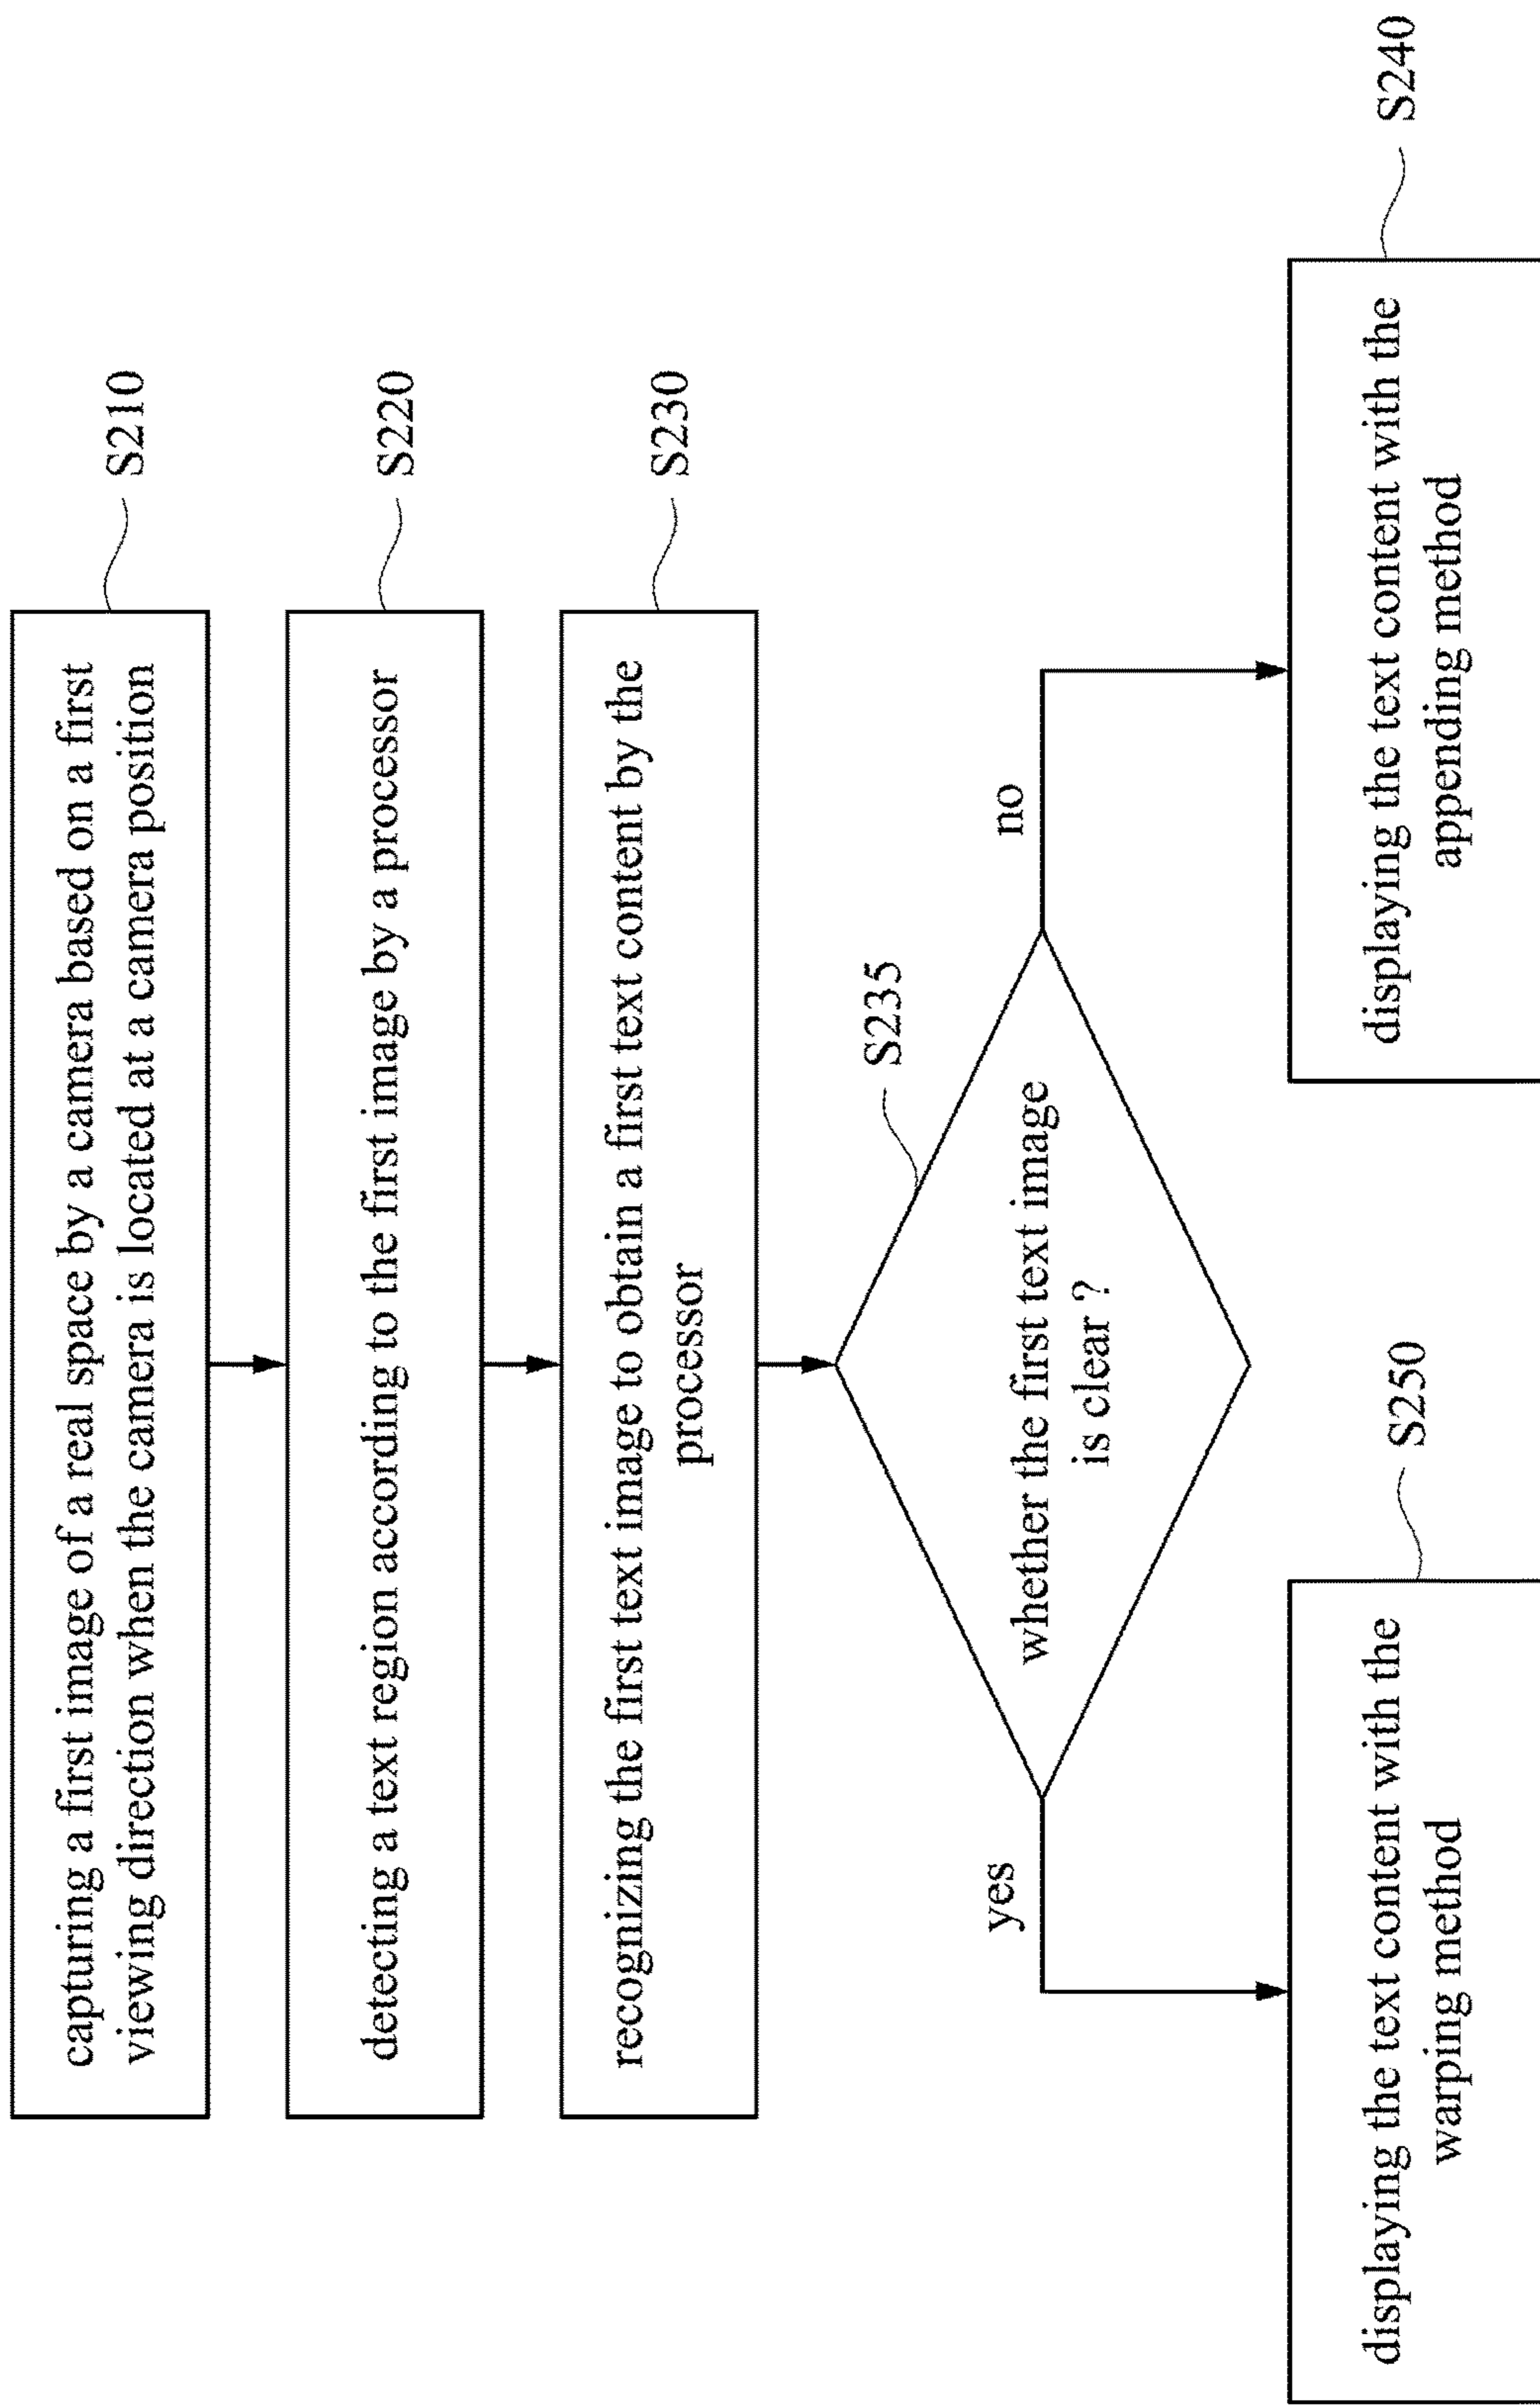 capturing a first image of a real space by a camera based on a first
viewing direction when the camera is located at a camera position
S210
detecting a text region according to the first image by a processor
S220
recognizing the first text image to obtain a first text content by the
processor
S230
whether the first text image
is clear ?
S235
yes
no
displaying the text content with the
warping method
S250
displaying the text content with the
appending method
S240